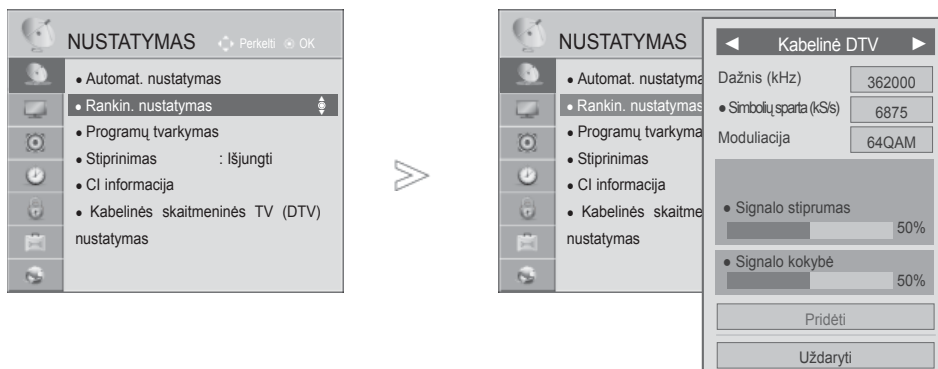 NUSTATYMAS Perkelti OK
• Automat. nustatymas
• Rankin. nustatymas
• Programų tvarkymas
• Stiprinimas : Išjungti
• CI informacija
• Kabelinės skaitmeninės TV (DTV)
nustatymas
NUSTATYMAS
• Automat. nustatyma
• Rankin. nustatymas
• Programų tvarkyma
• Stiprinimas
• CI informacija
• Kabelinės skaitme
nustatymas
◄ Kabelinė DTV ►
Dažnis (kHz) 362000
• Simbolių sparta (kS/s) 6875
Moduliacija 64QAM
• Signalo stiprumas
50%
• Signalo kokybė
50%
Pridėti
Uždaryti